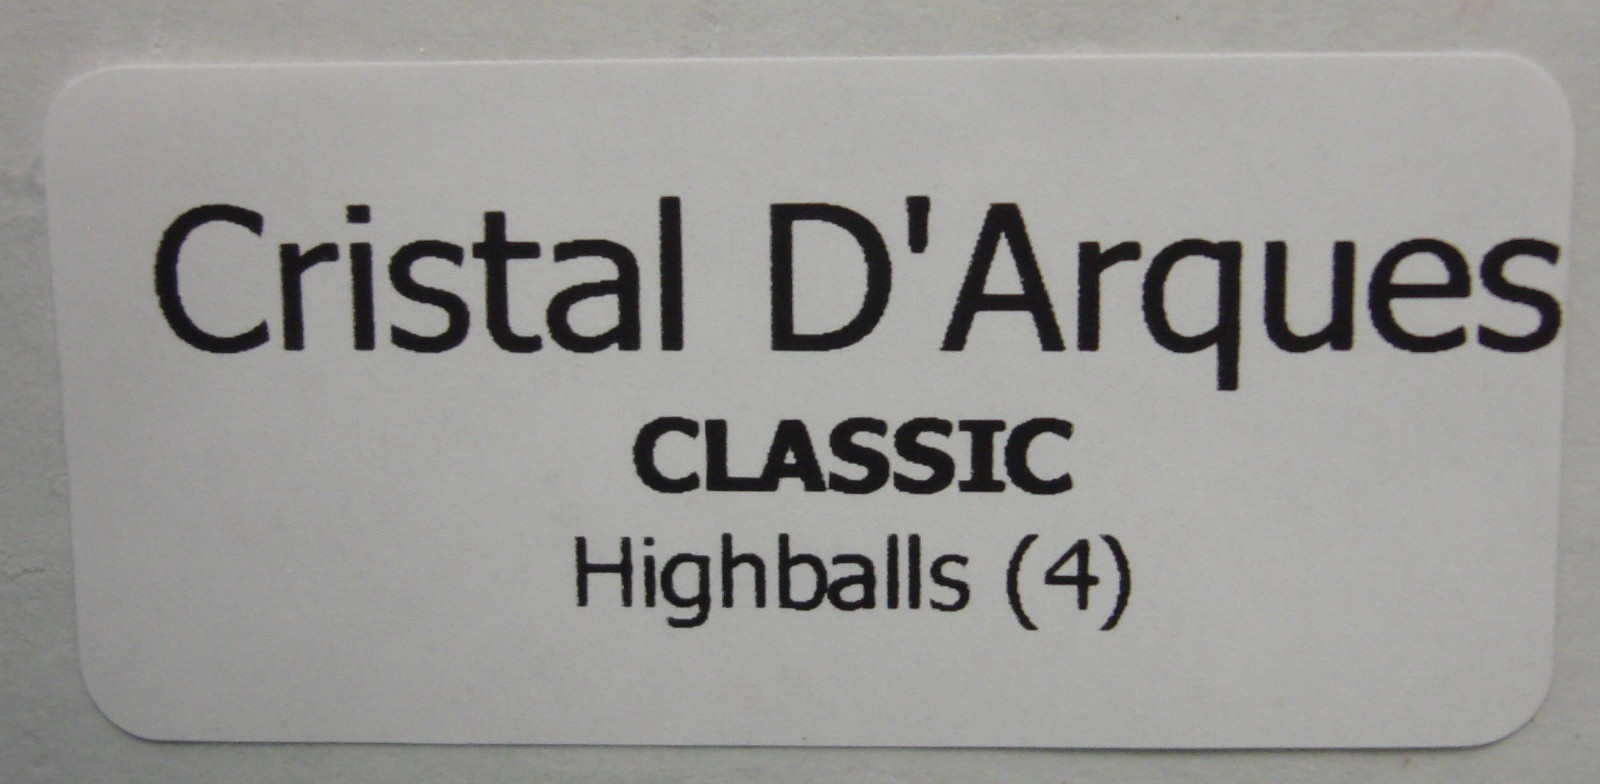 Cristal D'Arques
CLASSIC
Highballs (4)